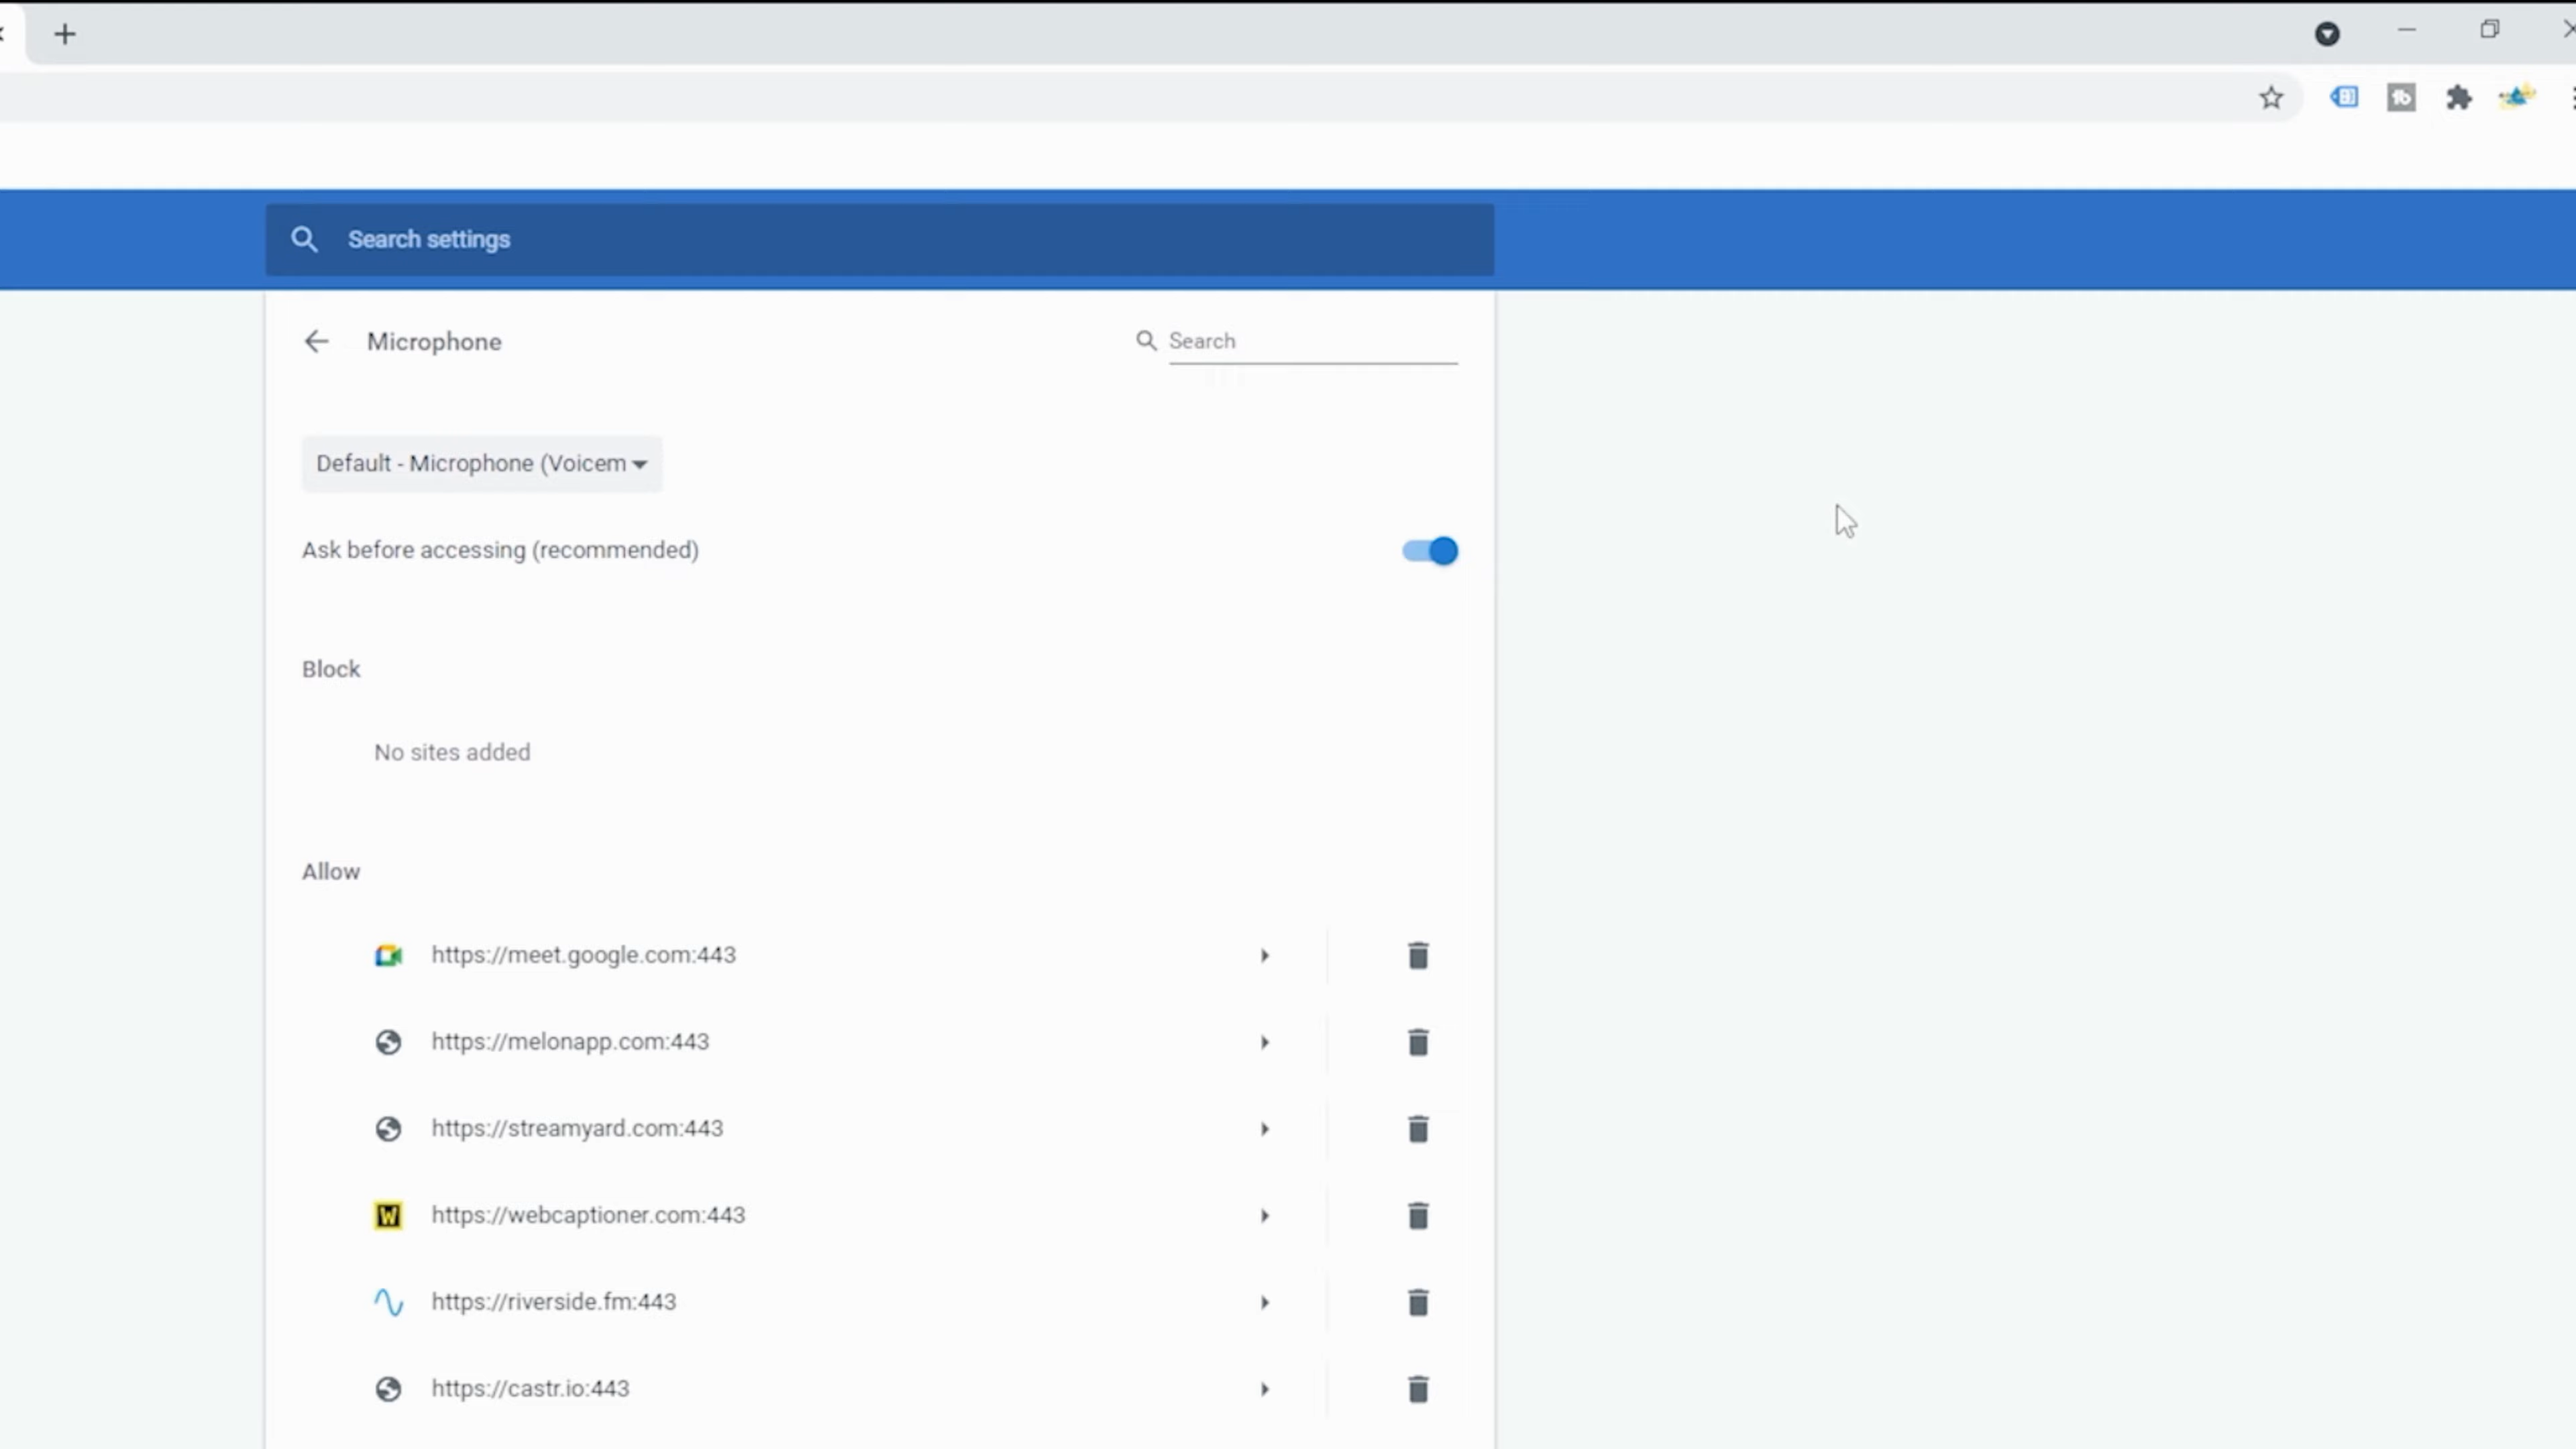 Search settings
Microphone
Search
Default - Microphone (Voicem
Ask before accessing (recommended)
Block
No sites added
Allow
https://meet.google.com:443
https://melonapp.com:443
https://streamyard.com:443
W https://webcaptioner.com:443
https://riverside.fm:443
https://castr.io:443